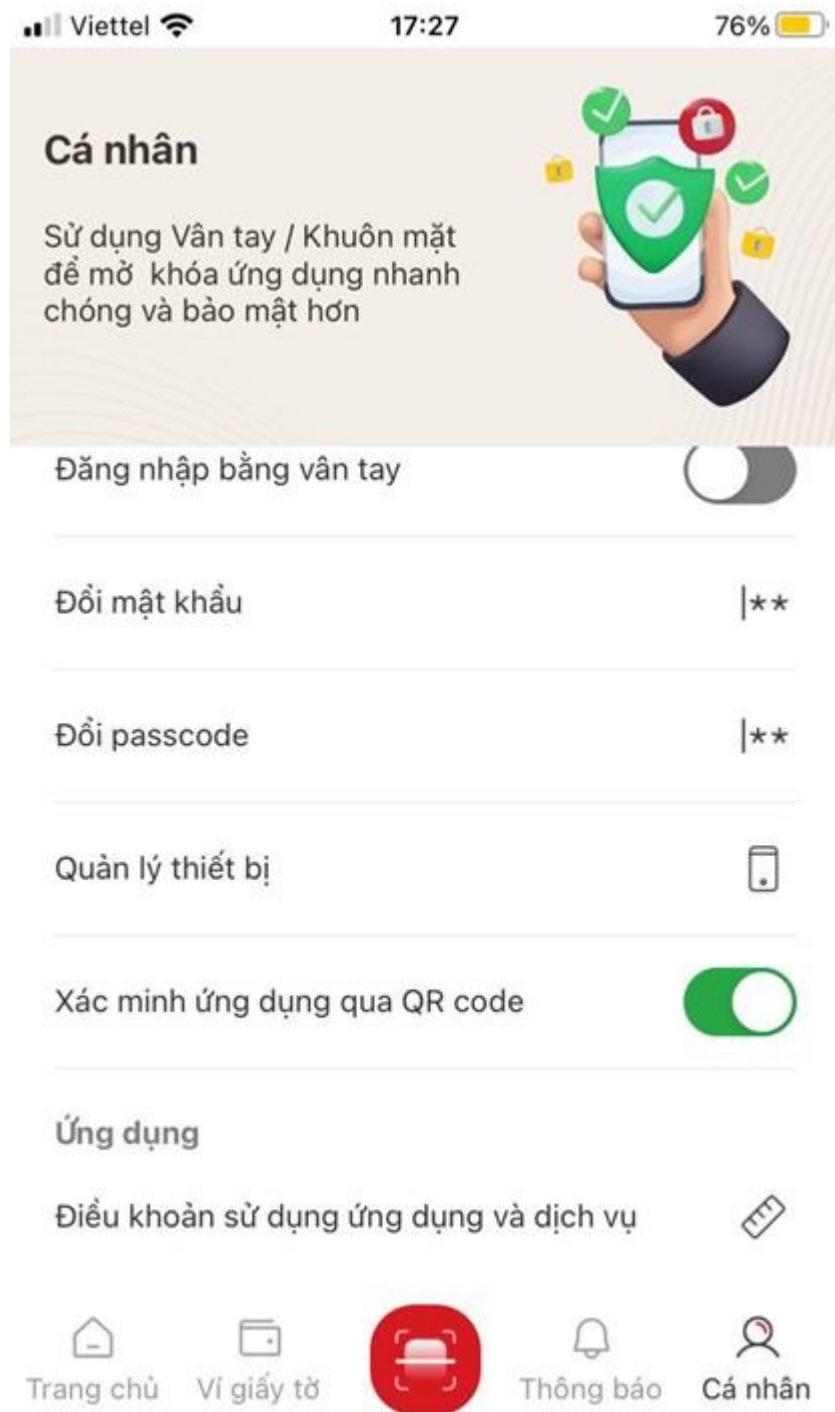 Viettel 17:27 76%
Cá nhân
Sử dụng Vân tay / Khuôn mặt
để mở khóa ứng dụng nhanh
chóng và bảo mật hơn
Đăng nhập bằng vân tay
Đổi mật khẩu |**
Đổi passcode |**
Quản lý thiết bị
Xác minh ứng dụng qua QR code
Ứng dụng
Điều khoản sử dụng ứng dụng và dịch vụ
Trang chủ Ví giấy tờ Thông báo Cá nhân